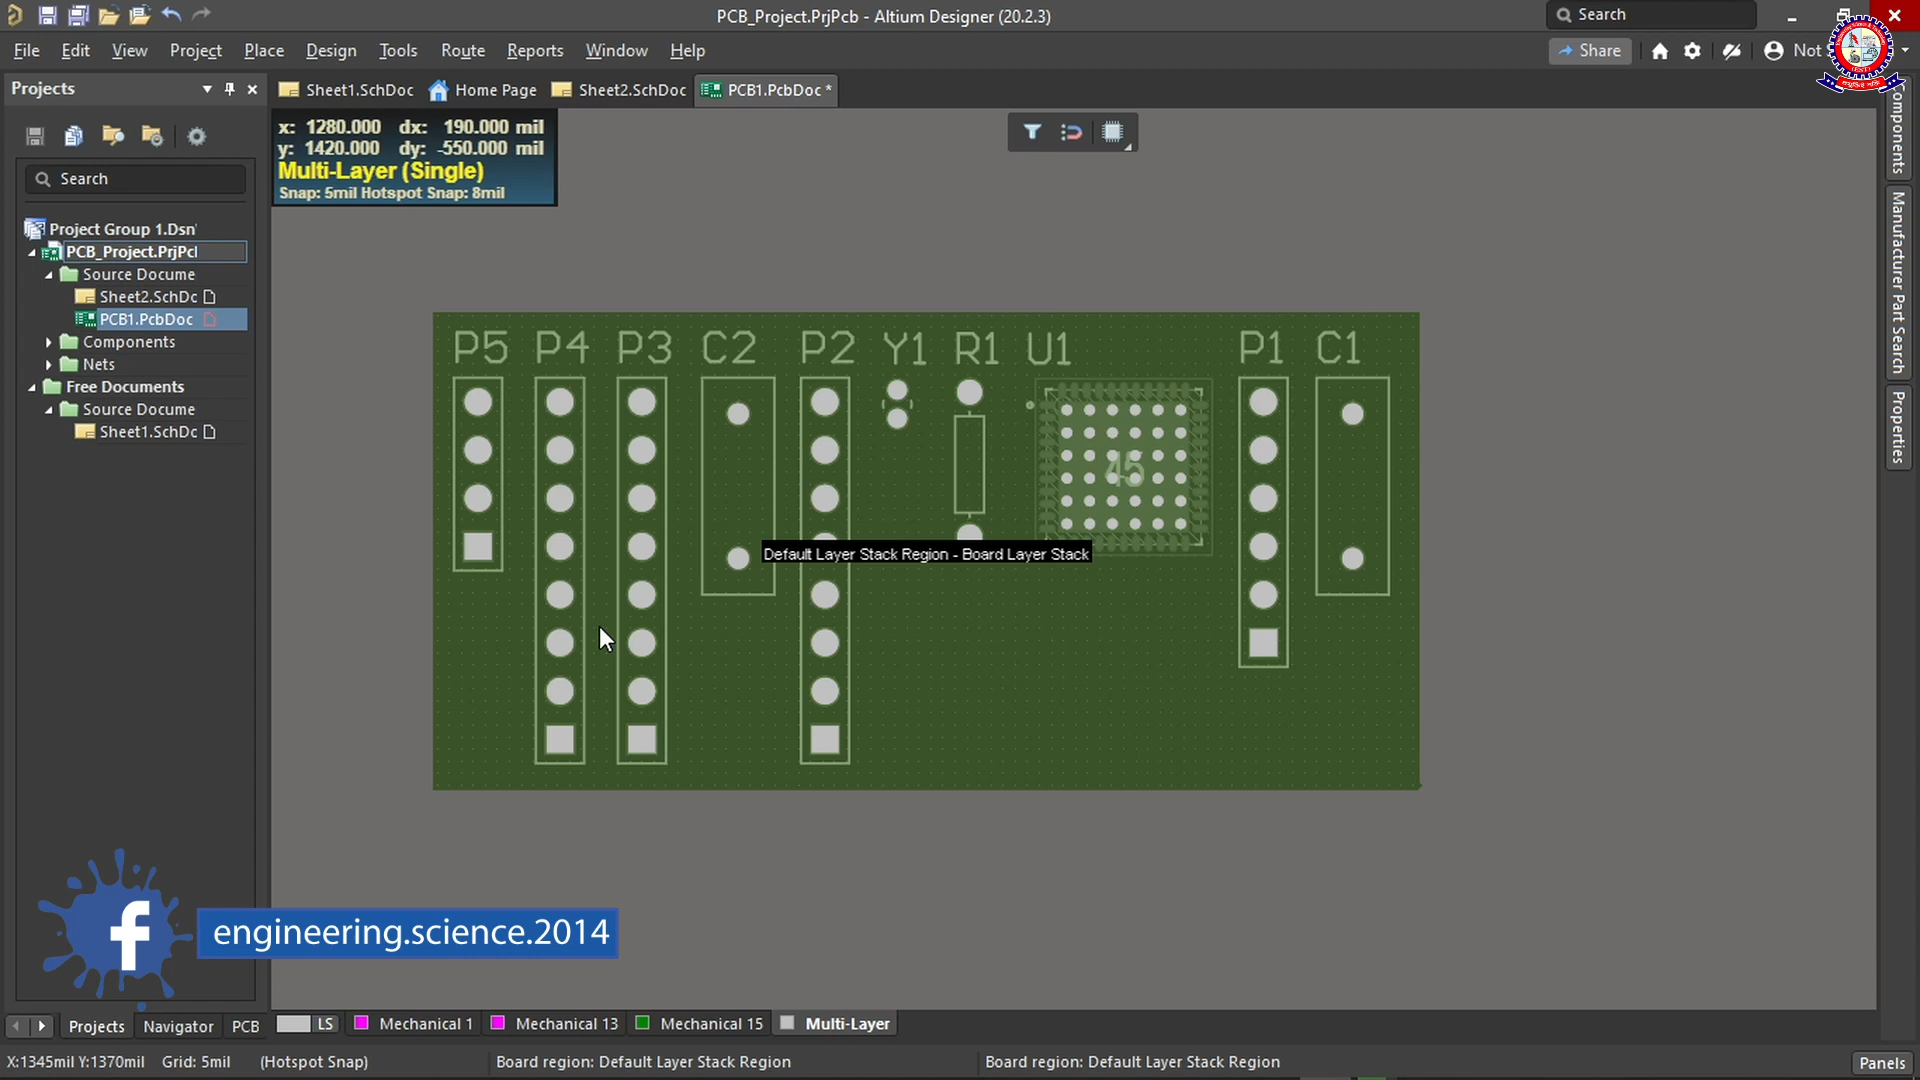 PCB_Project.PrjPcb - Altium Designer (20.2.3)
Search
File Edit View Project Place Design Tools Route Reports Window Help
Share
Not
Projects
Sheet1.SchDoc Home Page Sheet2.SchDoc PCB1.PcbDoc *
x: 1280.000 dx: 190.000 mil
y: 1420.000 dy: -550.000 mil
Multi-Layer (Single)
Snap: 5mil Hotspot Snap: 8mil
Search
Project Group 1.Dsn
PCB_Project.PrjPcl
Source Docume
Sheet2.SchDc
PCB1.PcbDoc
Components
Nets
Free Documents
Source Docume
Sheet1.SchDc
P5 P4 P3 C2 P2 Y1 R1 U1 P1 C1
45
Default Layer Stack Region - Board Layer Stack
Components
Manufacturer Part Search
Properties
engineering.science.2014
Projects Navigator PCB
LS Mechanical 1 Mechanical 13 Mechanical 15 Multi-Layer
X:1345mil Y:1370mil Grid: 5mil (Hotspot Snap)
Board region: Default Layer Stack Region
Board region: Default Layer Stack Region
Panels